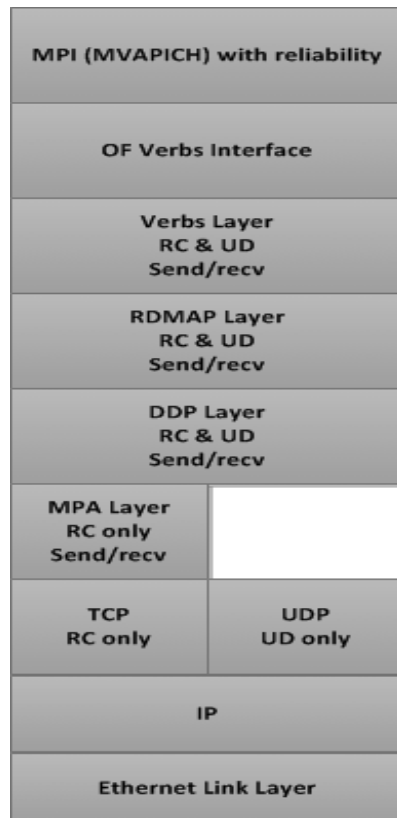 MPI (MVAPICH) with reliability
OF Verbs Interface
Verbs Layer
RC & UD
Send/recv
RDMAP Layer
RC & UD
Send/recv
DDP Layer
RC & UD
Send/recv
MPA Layer
RC only
Send/recv
TCP
RC only
UDP
UD only
IP
Ethernet Link Layer